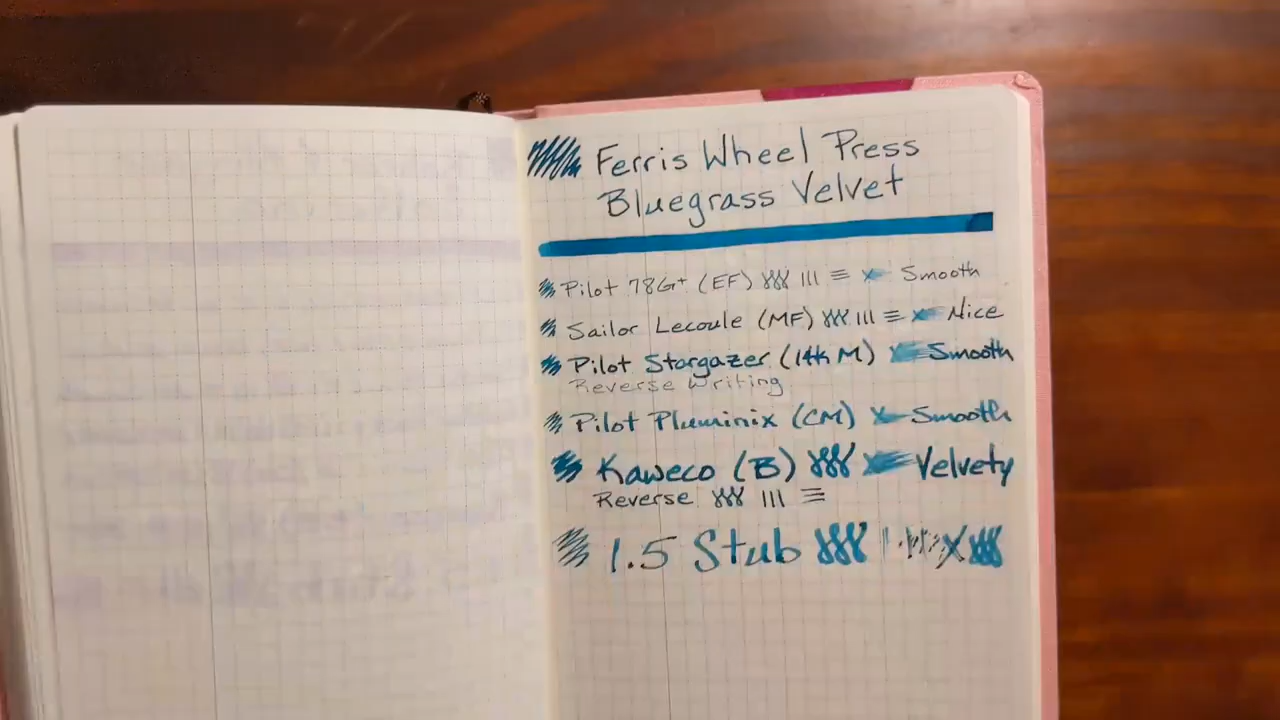 Ferris Wheel Press
Bluegrass Velvet
Pilot 78G+ (EF) Smooth
Sailor Lecoule (MF) Nice
Pilot Stargazer (14k M) Smooth
Reverse Writing
Pilot Pluminix (CM) Smooth
Kaweco (B) Velvety
Reverse
1.5 Stub